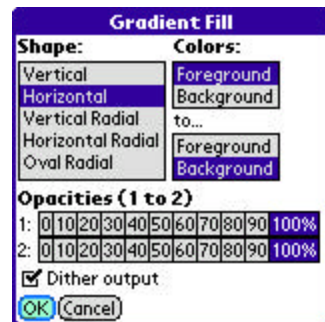 Gradient Fill
Shape: Colors:
Vertical Foreground
Horizontal Background
Vertical Radial to...
Horizontal Radial Foreground
Oval Radial Background
Opacities (1 to 2)
1: 0 10 20 30 40 50 60 70 80 90 100%
2: 0 10 20 30 40 50 60 70 80 90 100%
Dither output
OK Cancel